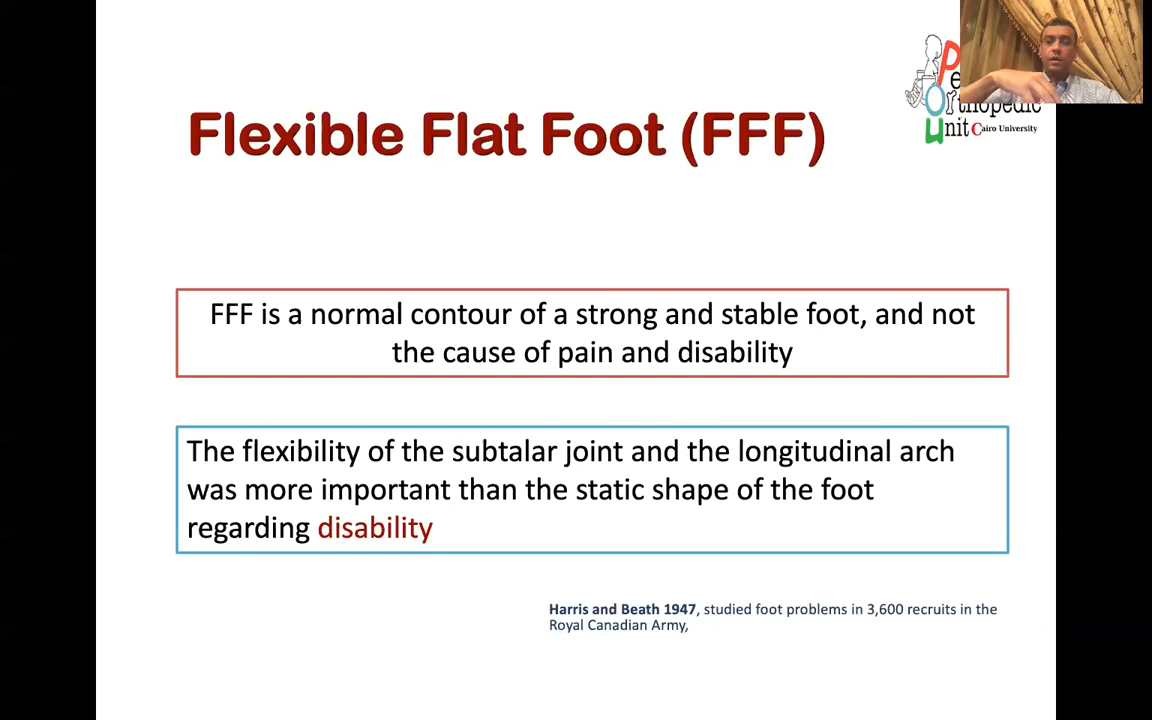 Flexible Flat Foot (FFF)
Orthopedic
Unit Cairo University
FFF is a normal contour of a strong and stable foot, and not
the cause of pain and disability
The flexibility of the subtalar joint and the longitudinal arch
was more important than the static shape of the foot
regarding disability
Harris and Beath 1947, studied foot problems in 3,600 recruits in the
Royal Canadian Army,